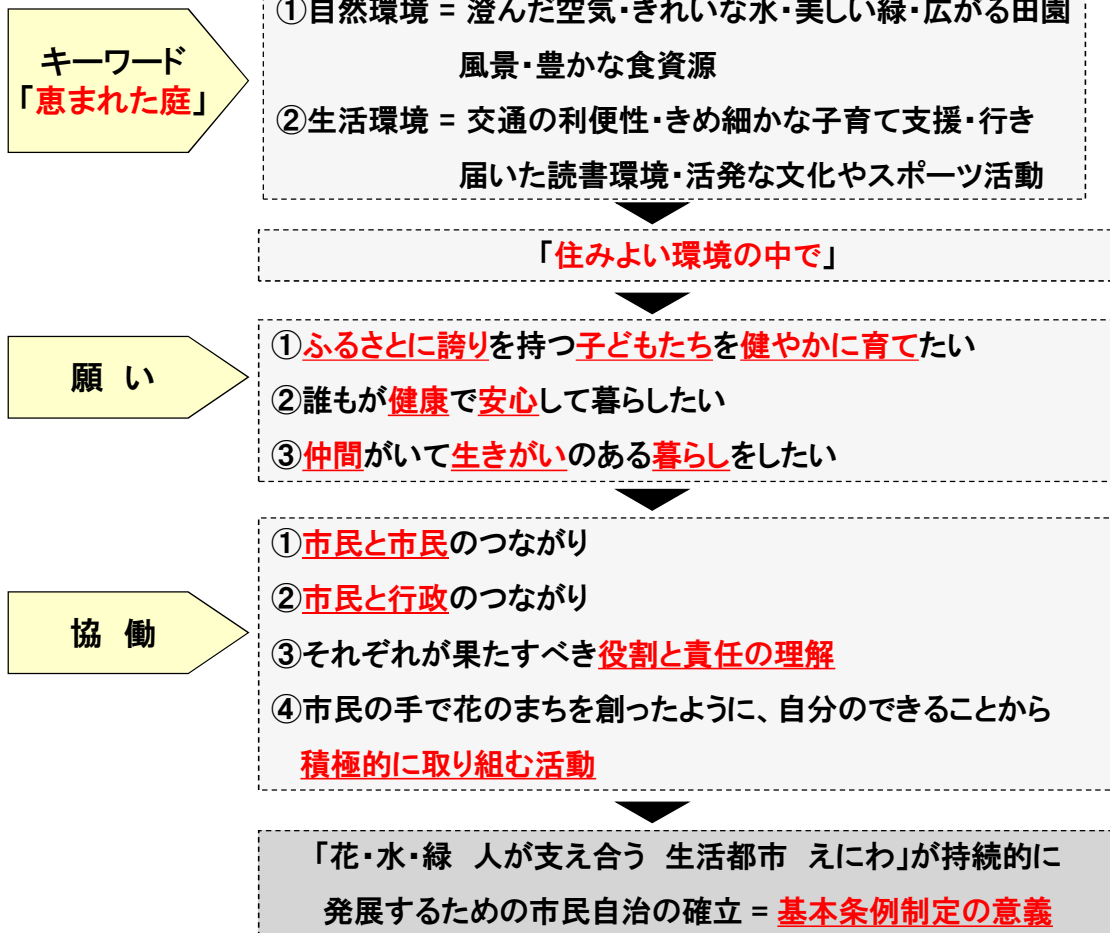 キーワード
「恵まれた庭」
①自然環境 = 澄んだ空気・きれいな水・美しい緑・広がる田園
風景・豊かな食資源
②生活環境 = 交通の利便性・きめ細かな子育て支援・行き
届いた読書環境・活発な文化やスポーツ活動
「住みよい環境の中で」
願 い
①ふるさとに誇りを持つ子どもたちを健やかに育てたい
②誰もが健康で安心して暮らしたい
③仲間がいて生きがいのある暮らしをしたい
協 働
①市民と市民のつながり
②市民と行政のつながり
③それぞれが果たすべき役割と責任の理解
④市民の手で花のまちを創ったように、自分のできることから
積極的に取り組む活動
「花・水・緑 人が支え合う 生活都市 えにわ」が持続的に
発展するための市民自治の確立 = 基本条例制定の意義